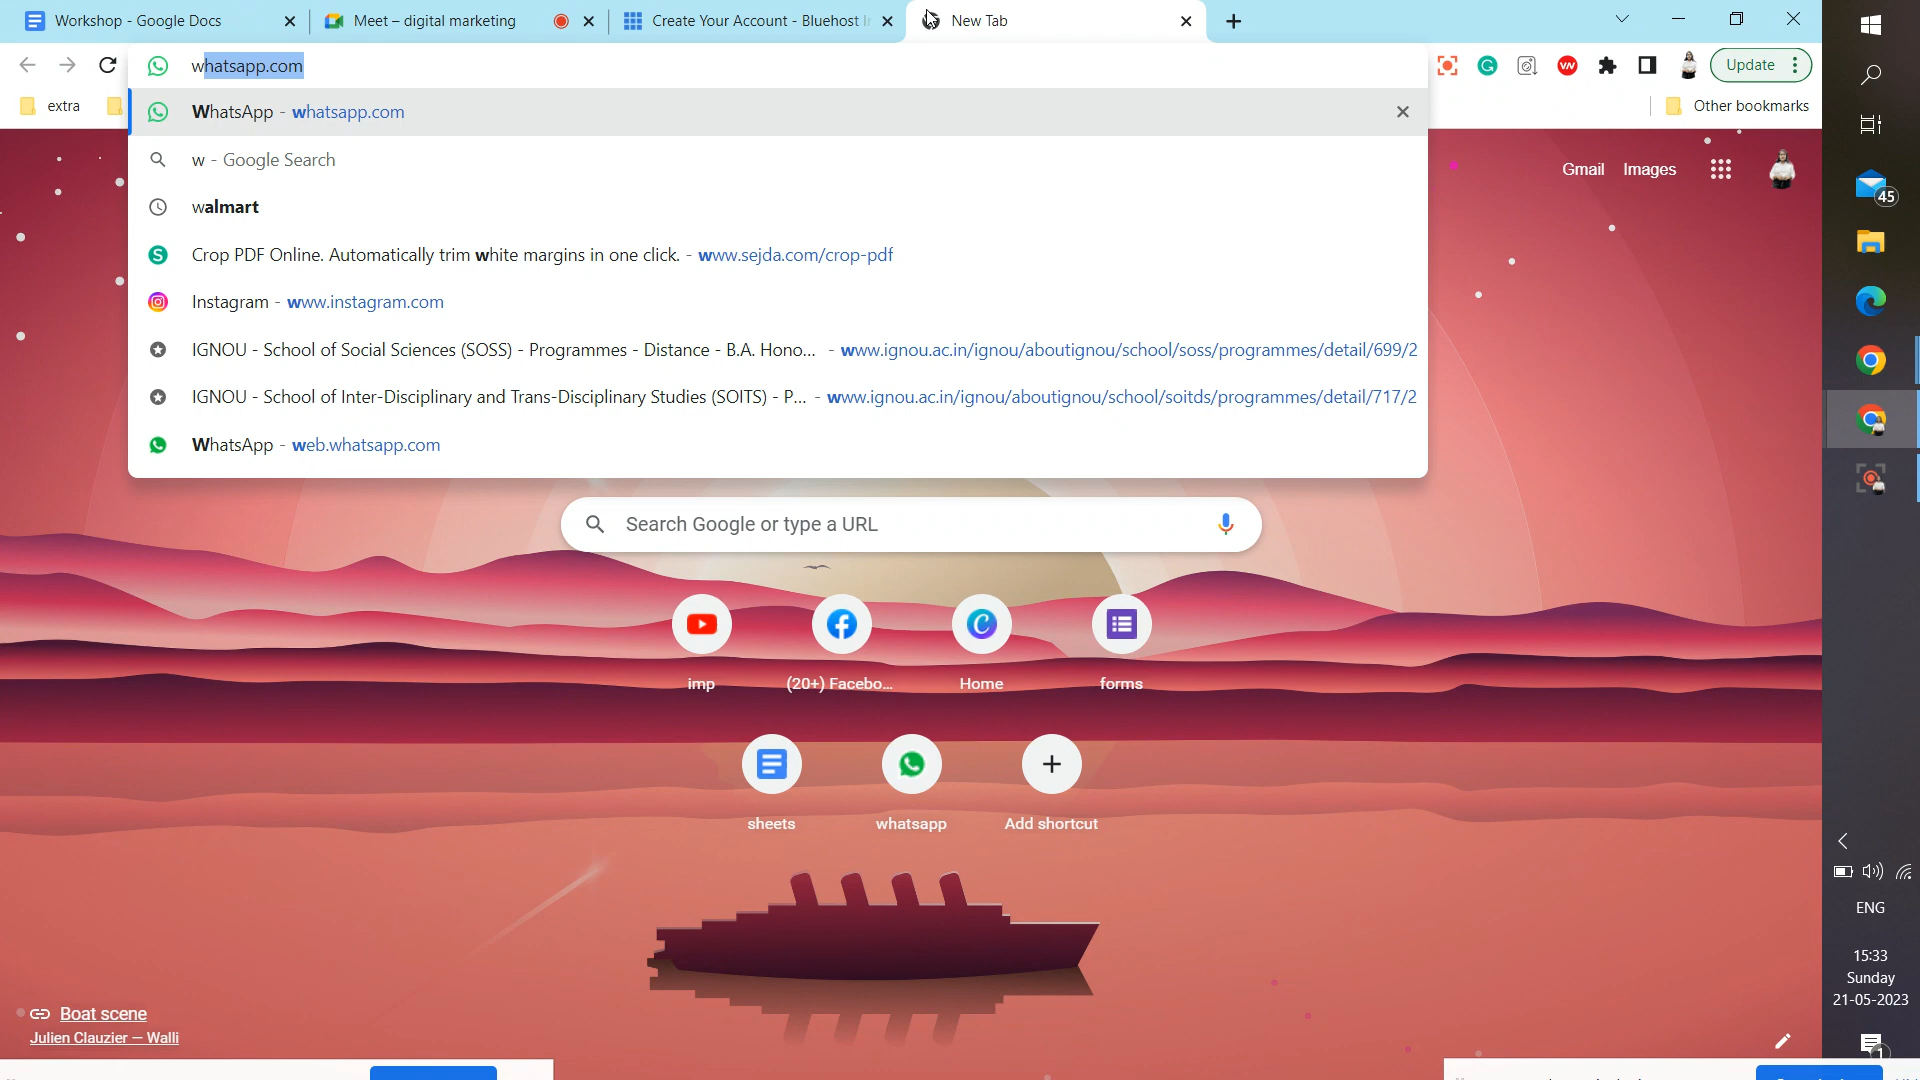 Workshop - Google Docs
Meet – digital marketing
Create Your Account - Bluehost
New Tab
whatsapp.com
Update
extra
Other bookmarks
WhatsApp - whatsapp.com
w - Google Search
walmart
Crop PDF Online. Automatically trim white margins in one click. - www.sejda.com/crop-pdf
Instagram - www.instagram.com
IGNOU - School of Social Sciences (SOSS) - Programmes - Distance - B.A. Hono... - www.ignou.ac.in/ignou/aboutignou/school/soss/programmes/detail/699/2
IGNOU - School of Inter-Disciplinary and Trans-Disciplinary Studies (SOITS) - P... - www.ignou.ac.in/ignou/aboutignou/school/soitds/programmes/detail/717/2
WhatsApp - web.whatsapp.com
Gmail Images
45
Search Google or type a URL
imp
(20+) Facebo...
Home
forms
sheets
whatsapp
Add shortcut
ENG
15:33
Sunday
21-05-2023
1
Boat scene
Julien Clauzier — Walli